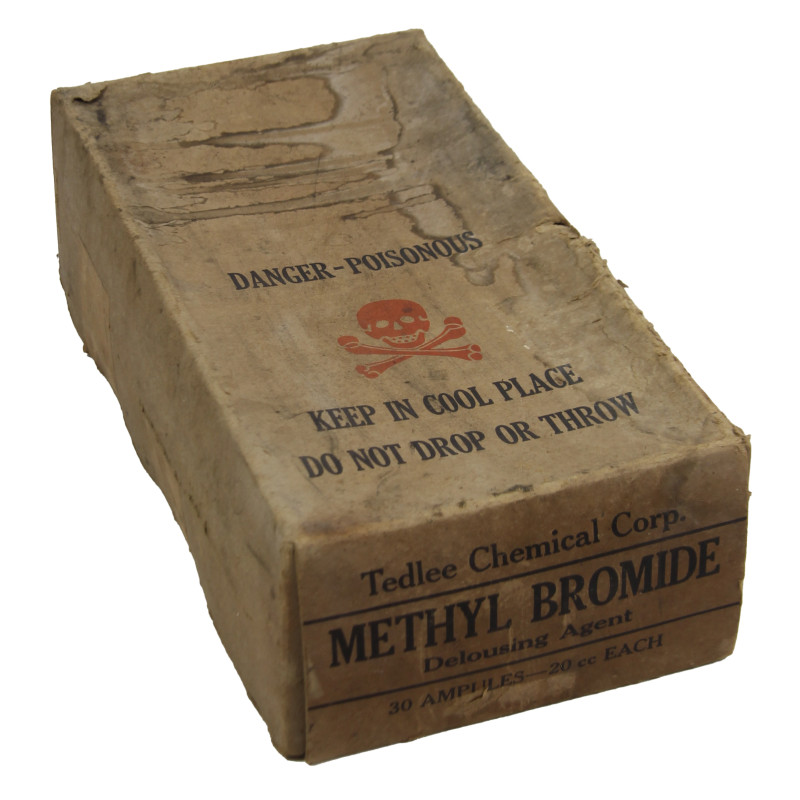 DANGER-POISONOUS
KEEP IN COOL PLACE
DO NOT DROP OR THROW
Tedlee Chemical Corp.
METHYL BROMIDE
Delousing Agent
30 AMPULES—20 cc EACH